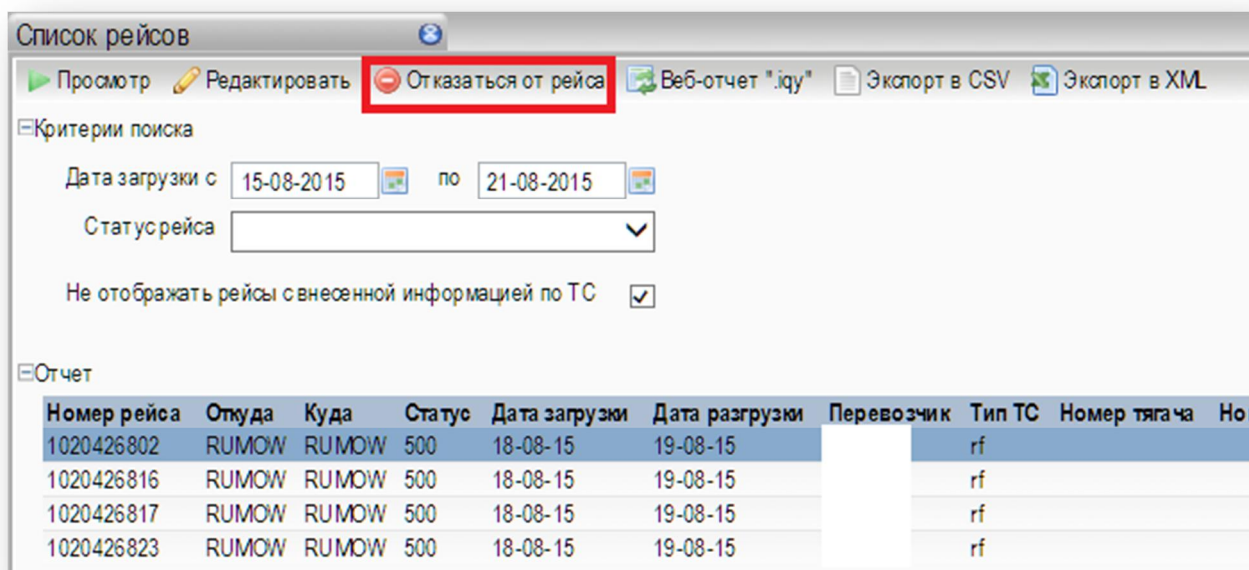 Список рейсов
Просмотр Редактировать Отказаться от рейса Веб-отчет ".iqy" Экспорт в CSV Экспорт в XML
Критерии поиска
Дата загрузки с 15-08-2015 по 21-08-2015
Статус рейса
Не отображать рейсы с внесенной информацией по ТС
Отчет
Номер рейса Откуда Куда Статус Дата загрузки Дата разгрузки Перевозчик Тип ТС Номер тягача Но
1020426802 RUMOW RUMOW 500 18-08-15 19-08-15 rf
1020426816 RUMOW RUMOW 500 18-08-15 19-08-15 rf
1020426817 RUMOW RUMOW 500 18-08-15 19-08-15 rf
1020426823 RUMOW RUMOW 500 18-08-15 19-08-15 rf